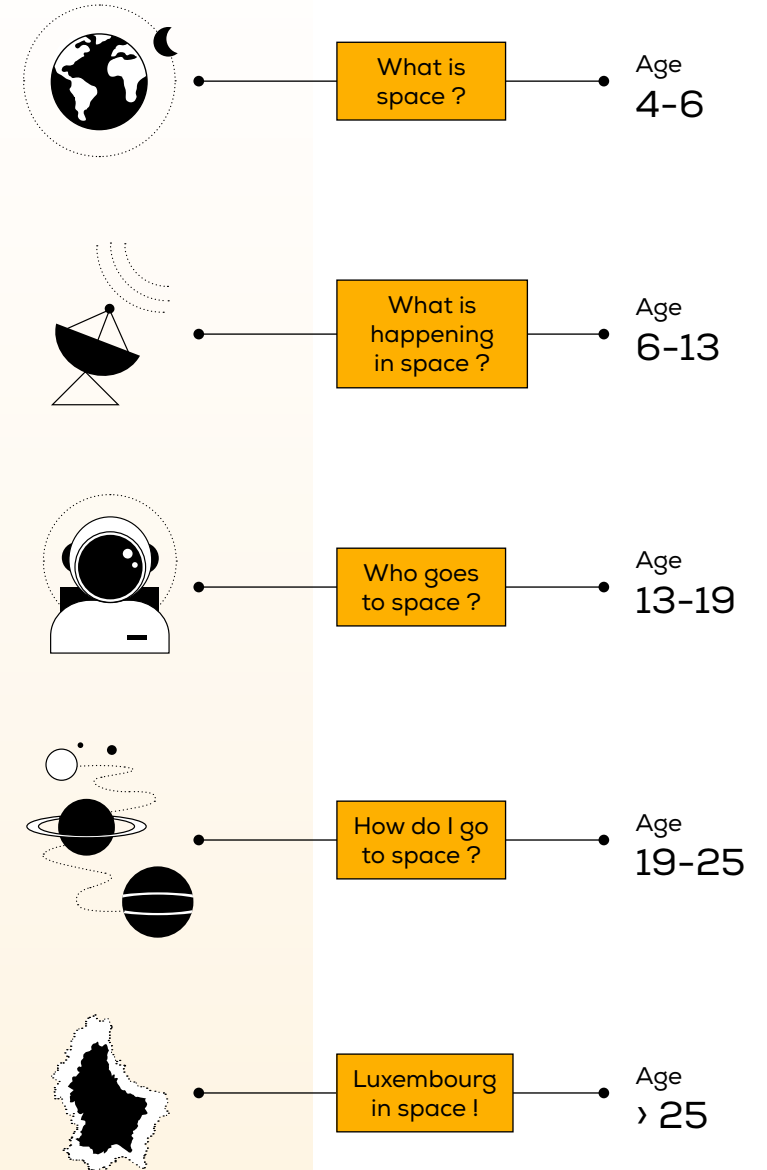 What is
space ?
Age
4-6
What is
happening
in space ?
Age
6-13
Who goes
to space ?
Age
13-19
How do I go
to space ?
Age
19-25
Luxembourg
in space !
Age
› 25